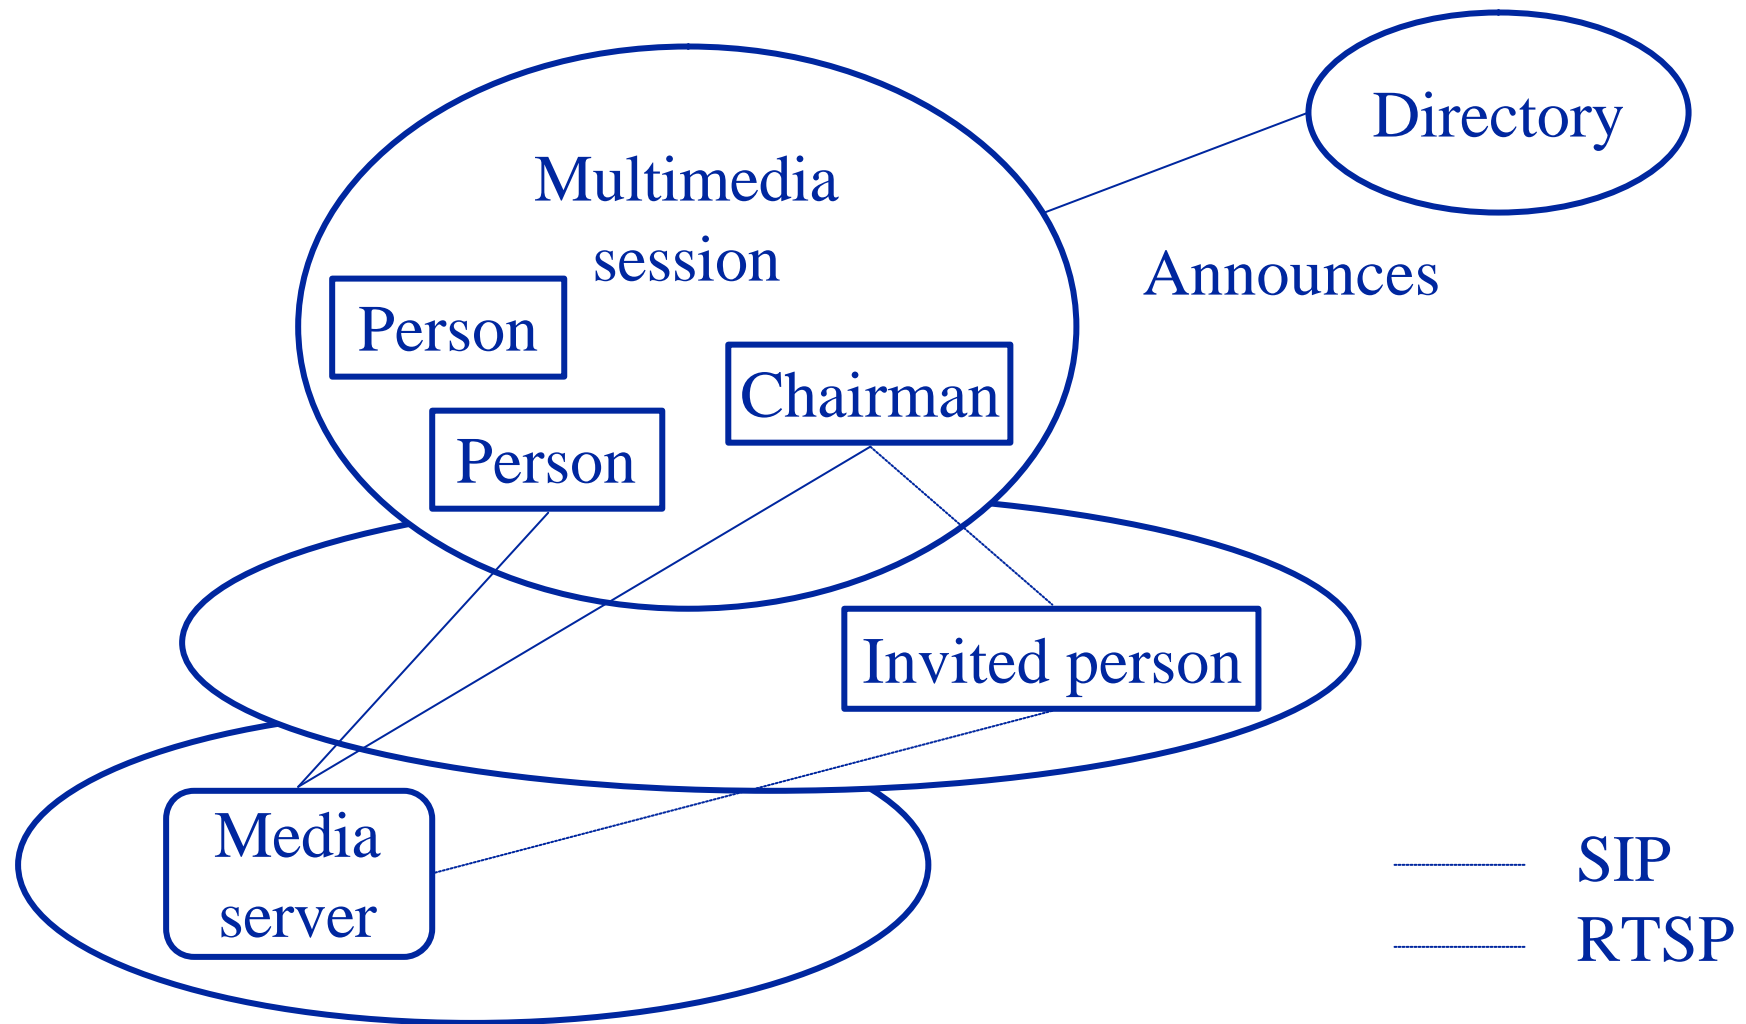 Directory
Multimedia
session
Announces
Person
Chairman
Person
Invited person
Media
server
SIP
RTSP